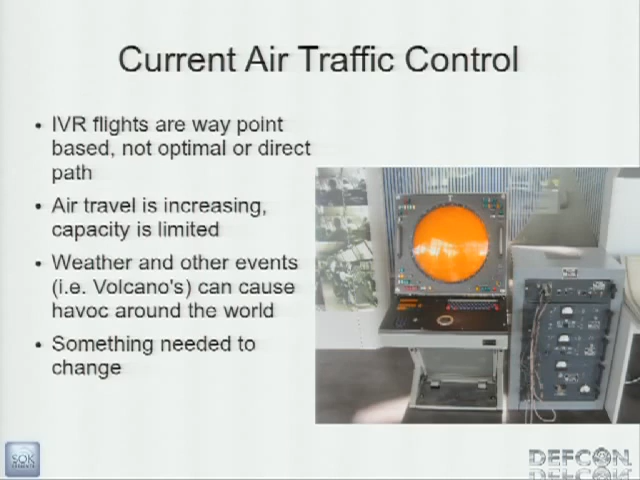 Current Air Traffic Control
• IVR flights are way point
based, not optimal or direct
path
• Air travel is increasing,
capacity is limited
• Weather and other events
(i.e. Volcano's) can cause
havoc around the world
• Something needed to
change
SOK
DEFCON